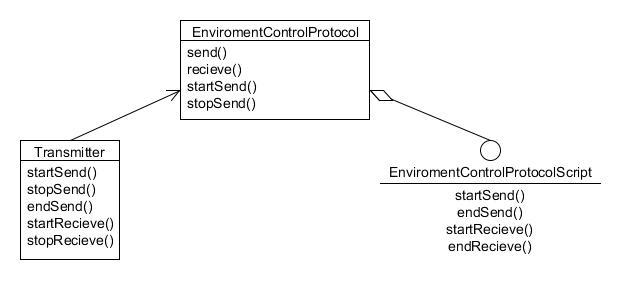 EnviromentControlProtocol
send()
recieve()
startSend()
stopSend()
Transmitter
startSend()
stopSend()
endSend()
startRecieve()
stopRecieve()
EnviromentControlProtocolScript
startSend()
endSend()
startRecieve()
endRecieve()